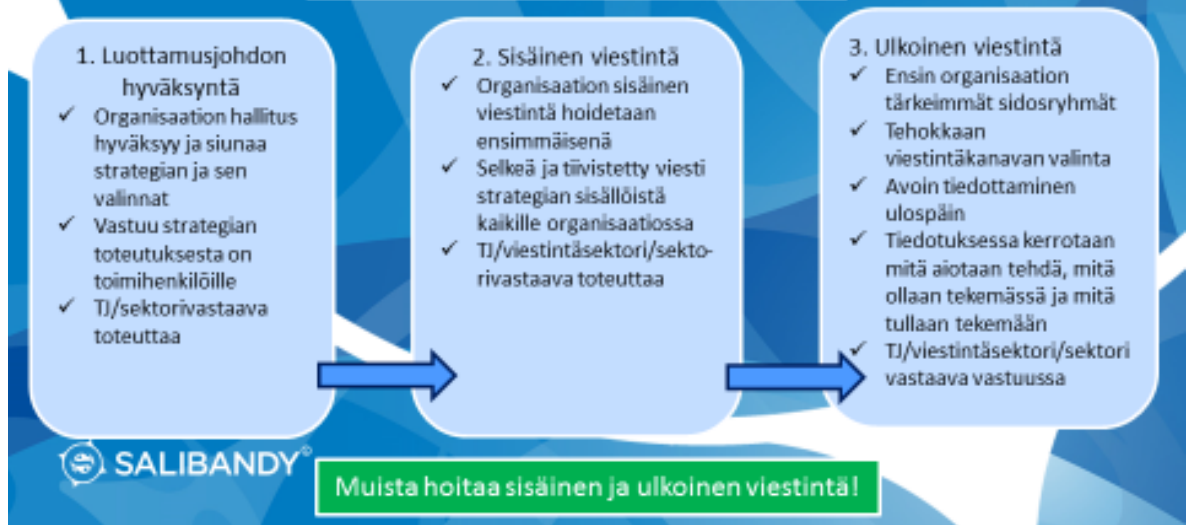 1. Luottamusjohdon
hyväksyntä
✓ Organisaation hallitus
hyväksyy ja siunaa
strategian ja sen
valinnat
✓ Vastuu strategian
toteutuksesta on
toimihenkilöille
✓ TJ/sektorivastaava
toteuttaa
2. Sisäinen viestintä
✓ Organisaation sisäinen
viestintä hoidetaan
ensimmäisenä
✓ Selkeä ja tiivistetty viesti
strategian sisällöistä
kaikille organisaatiossa
✓ TJ/viestintäsektori/sekto-
rivastaava toteuttaa
3. Ulkoinen viestintä
✓ Ensin organisaation
tärkeimmät sidosryhmät
✓ Tehokkaan
viestintäkanavan valinta
✓ Avoin tiedottaminen
ulospäin
✓ Tiedotuksessa kerrotaan
mitä aiotaan tehdä, mitä
ollaan tekemässä ja mitä
tullaan tekemään
✓ TJ/viestintäsektori/sektori
vastaava vastuussa
SALIBANDY©
Muista hoitaa sisäinen ja ulkoinen viestintä!